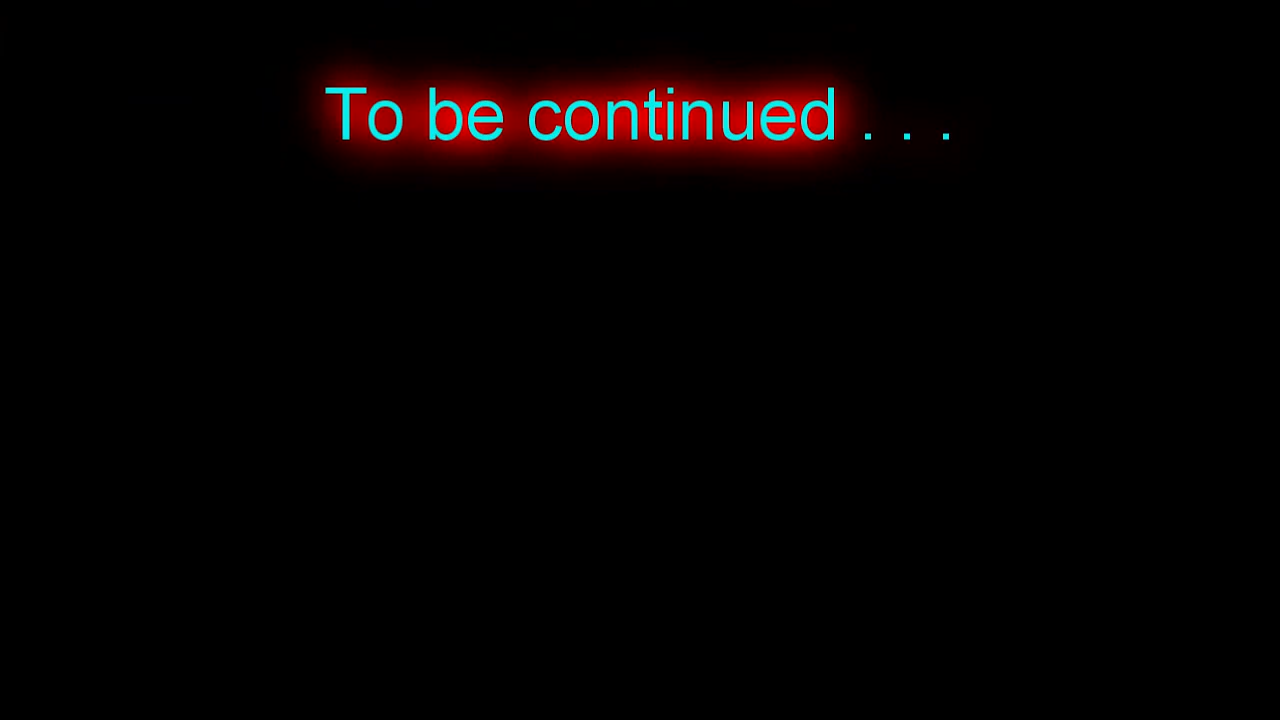 To be continued . . .